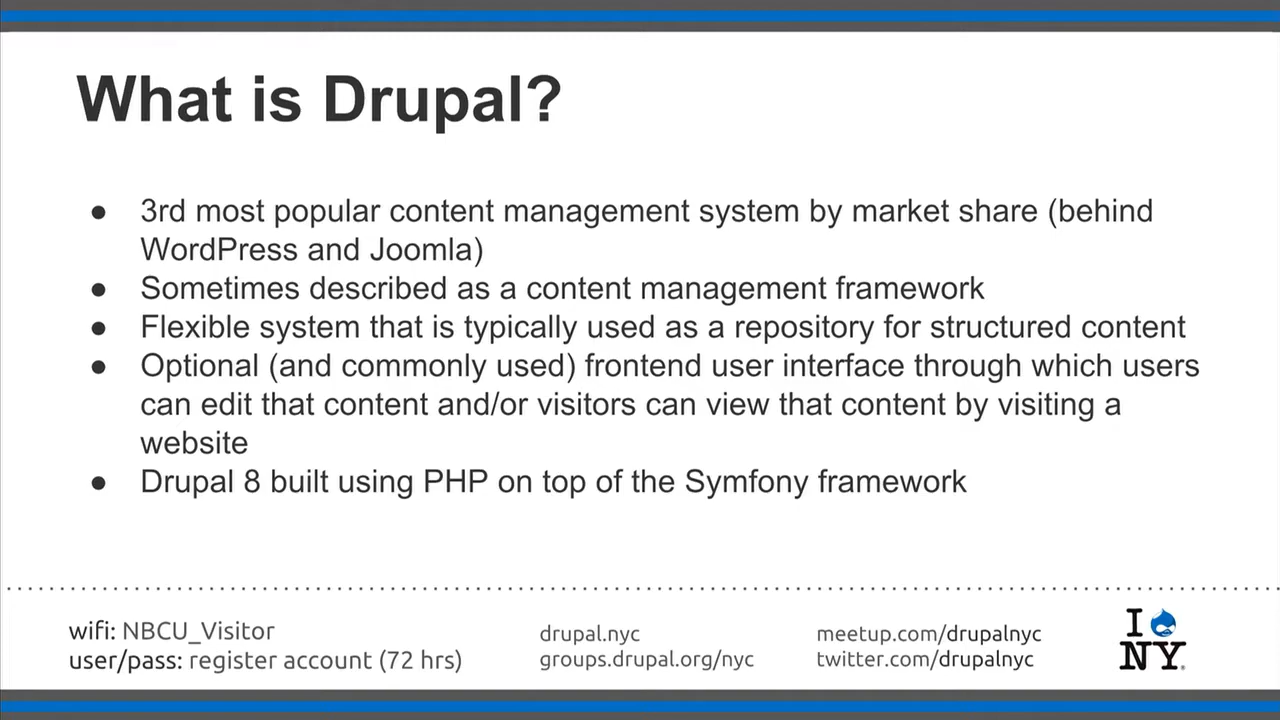 What is Drupal?
● 3rd most popular content management system by market share (behind
WordPress and Joomla)
● Sometimes described as a content management framework
● Flexible system that is typically used as a repository for structured content
● Optional (and commonly used) frontend user interface through which users
can edit that content and/or visitors can view that content by visiting a
website
● Drupal 8 built using PHP on top of the Symfony framework
wifi: NBCU_Visitor
user/pass: register account (72 hrs)
drupal.nyc
groups.drupal.org/nyc
meetup.com/drupalnyc
twitter.com/drupalnyc
I
NY®